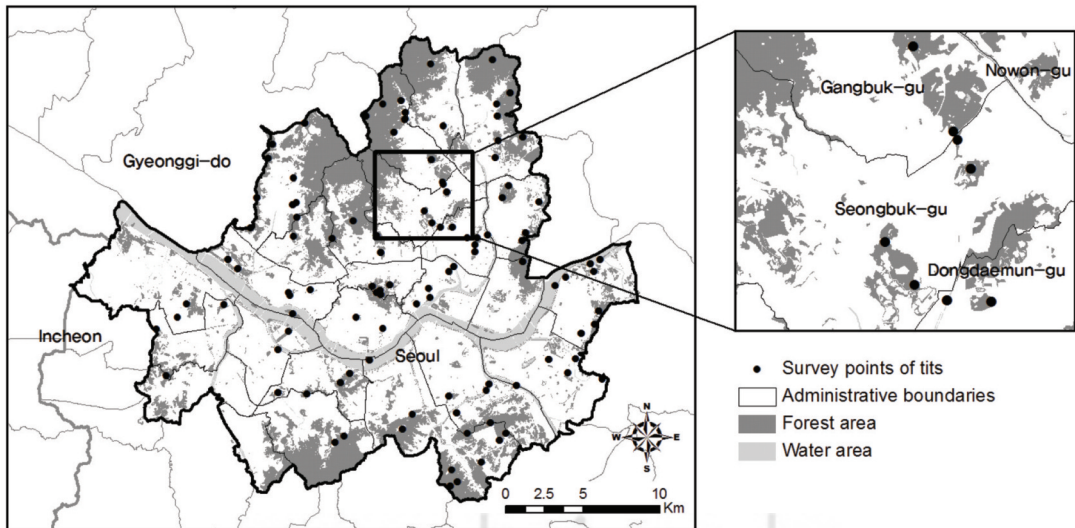 Gyeonggi-do
Incheon
Seoul
Gangbuk-gu
Nowon-gu
Seongbuk-gu
Dongdaemun-gu
Survey points of tits
Administrative boundaries
Forest area
Water area
N
W E
S
0 2.5 5 10
Km